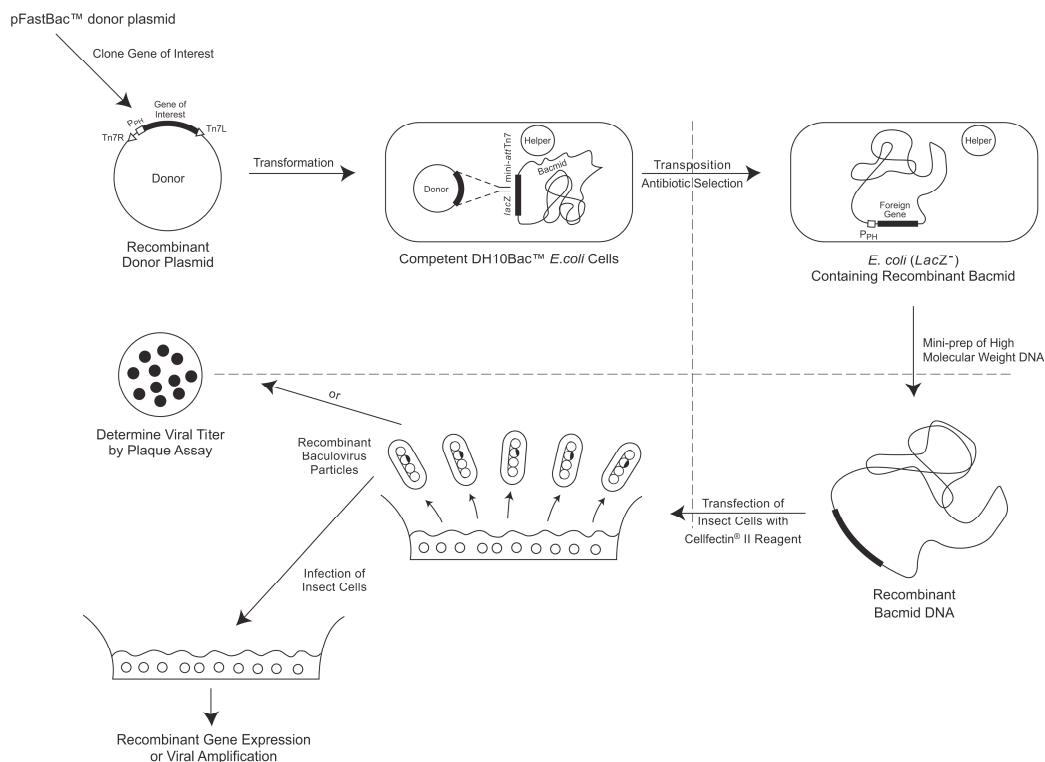 pFastBac™ donor plasmid
Clone Gene of Interest
Gene of
Interest
PPH
Tn7R
Tn7L
Donor
Recombinant
Donor Plasmid
Transformation
Helper
Donor
lacZ
mini-attTn7
Bacmid
Competent DH10Bac™ E.coli Cells
Transposition
Antibiotic Selection
Helper
Foreign
Gene
PPH
E. coli (LacZ-)
Containing Recombinant Bacmid
Mini-prep of High
Molecular Weight DNA
Determine Viral Titer
by Plaque Assay
or
Recombinant
Baculovirus
Particles
Transfection of
Insect Cells with
Cellfectin® II Reagent
Recombinant
Bacmid DNA
Infection of
Insect Cells
Recombinant Gene Expression
or Viral Amplification